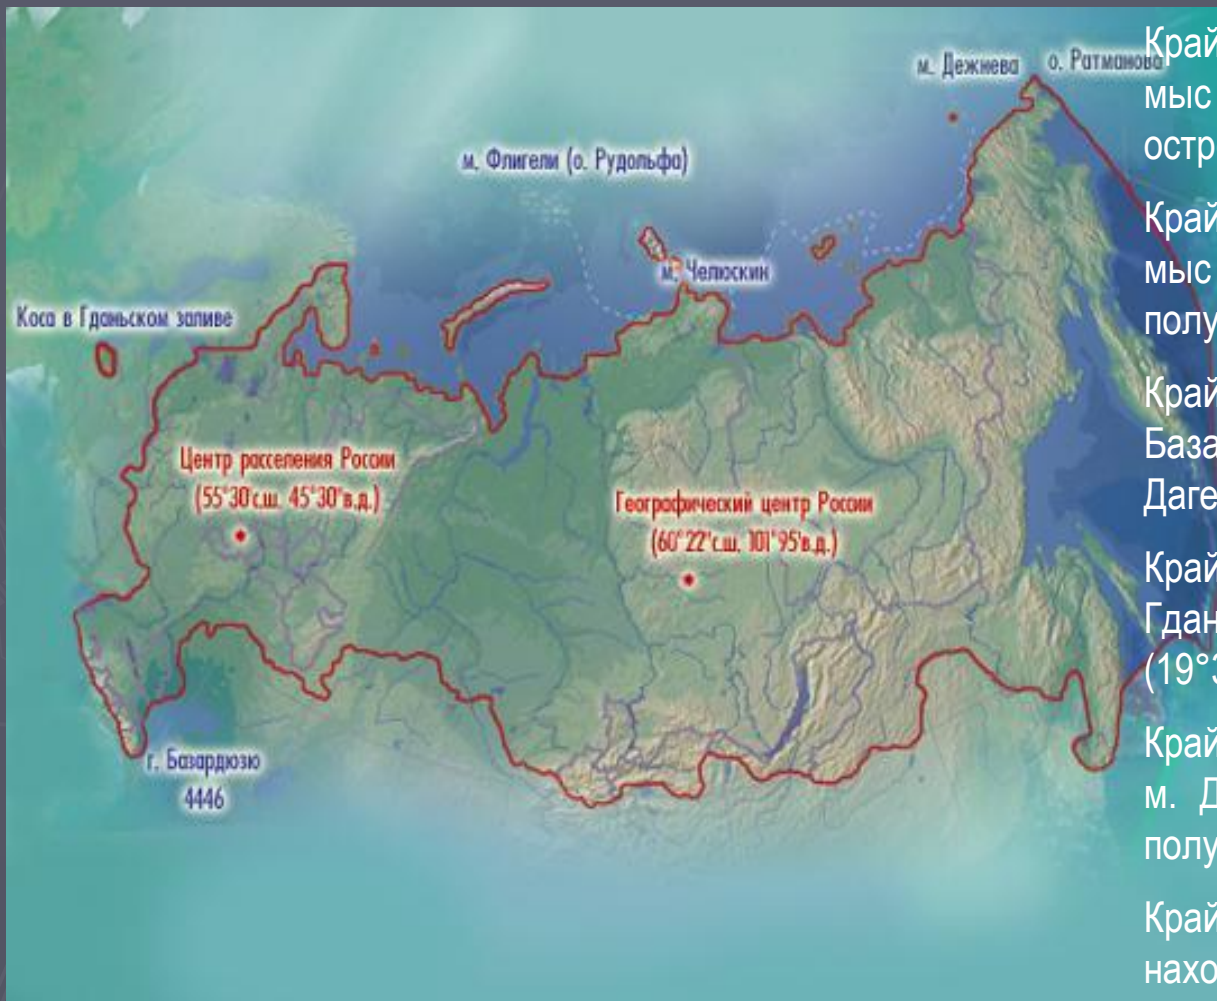 м. Дежнева
о. Ратманова
м. Флигели (о. Рудольфа)
м. Челюскин
Коса в Гданьском заливе
Центр расселения России
(55°30'с.ш. 45°30'в.д.)
Географический центр России
(60°22'с.ш. 101°95'в.д.)
г. Базардюзю
4446
Край
мыс
остр
Край
мыс
полу
Край
База
Даге
Край
Гдан
(19°3
Край
м. Д
полу
Край
нахо